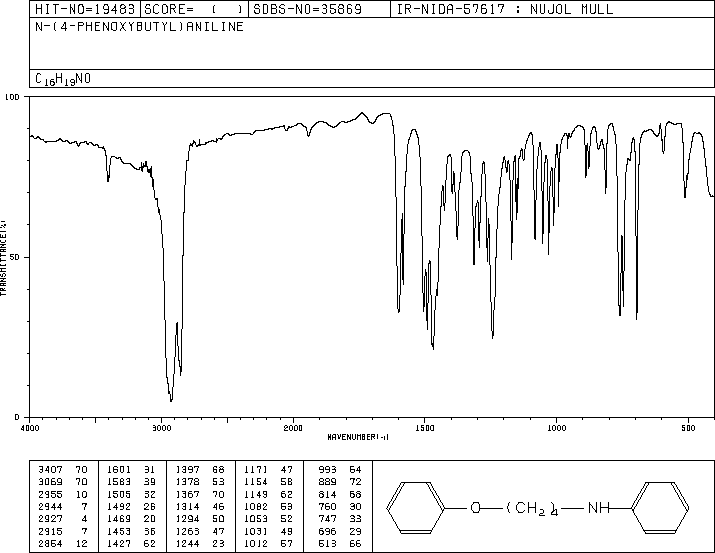 HIT-NO=19483 SCORE= ( ) SDBS-NO=35869 IR-NIDA-57617 : NUJOL MULL
N-(4-PHENOXYBUTYL)ANILINE
C16H19NO
100
TRANSMITTANCE(%)
50
0
4000 3000 2000 1500 1000 500
WAVENUMBER(-1)
3407 70 1601 31 1397 68 1171 47 993 64
3069 70 1583 39 1378 53 1154 58 889 72
2955 10 1505 32 1367 70 1149 62 814 68
2944 7 1492 26 1314 46 1082 59 760 30
2927 4 1469 20 1294 50 1053 52 747 33
2915 7 1453 36 1263 47 1031 49 696 29
2864 12 1427 62 1244 23 1012 57 513 66
O (CH2)4 NH